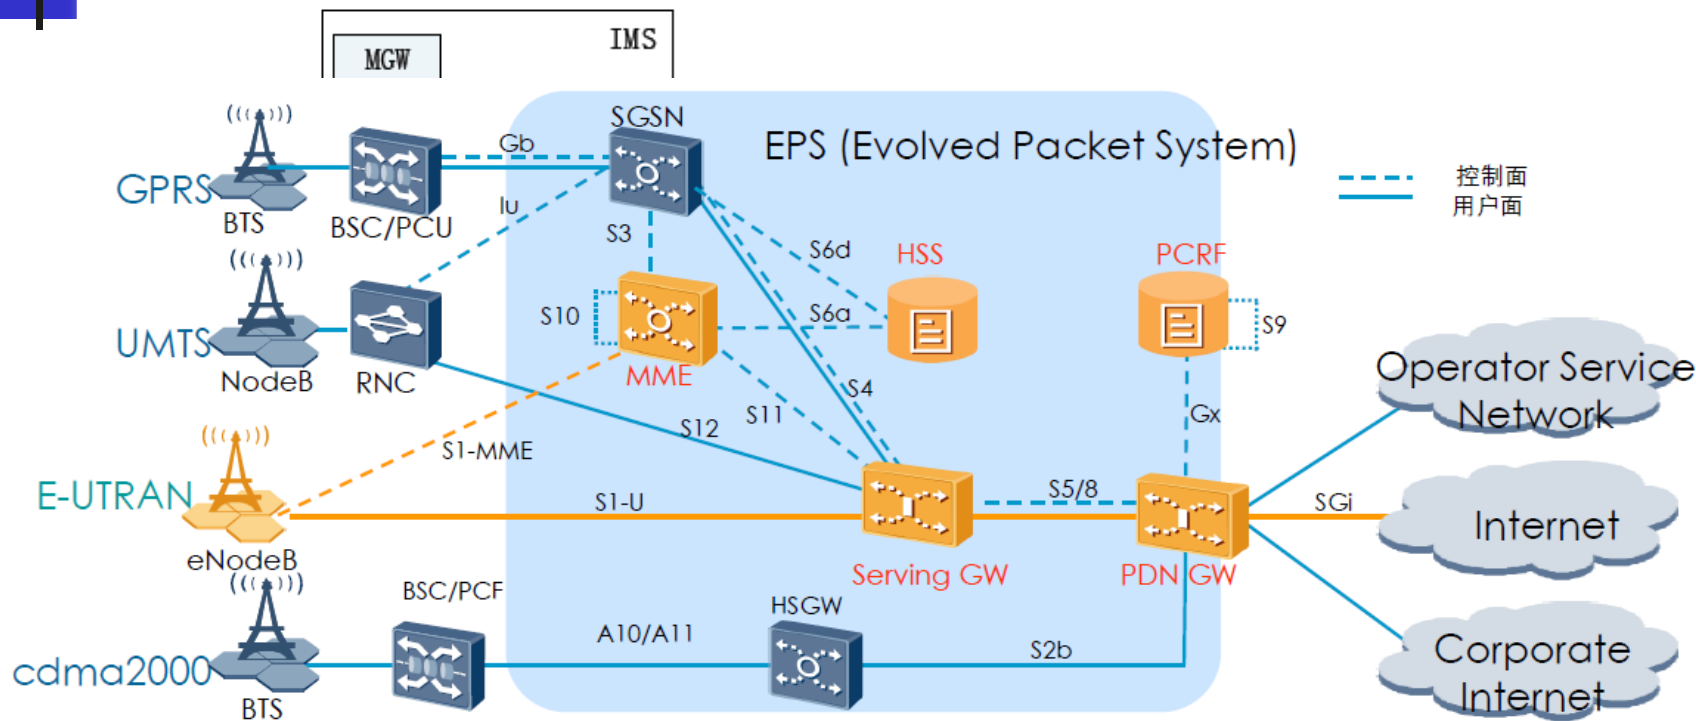 IMS
MGW
SGSN
EPS (Evolved Packet System)
Gb
控制面
用户面
GPRS
BTS
BSC/PCU
Iu
S3
S6d
HSS
PCRF
S10
S6a
S9
UMTS
NodeB
RNC
MME
Operator Service
Network
S4
S11
S12
Gx
S1-MME
E-UTRAN
S1-U
S5/8
SGi
Internet
eNodeB
Serving GW
PDN GW
BSC/PCF
HSGW
A10/A11
S2b
cdma2000
BTS
Corporate
Internet